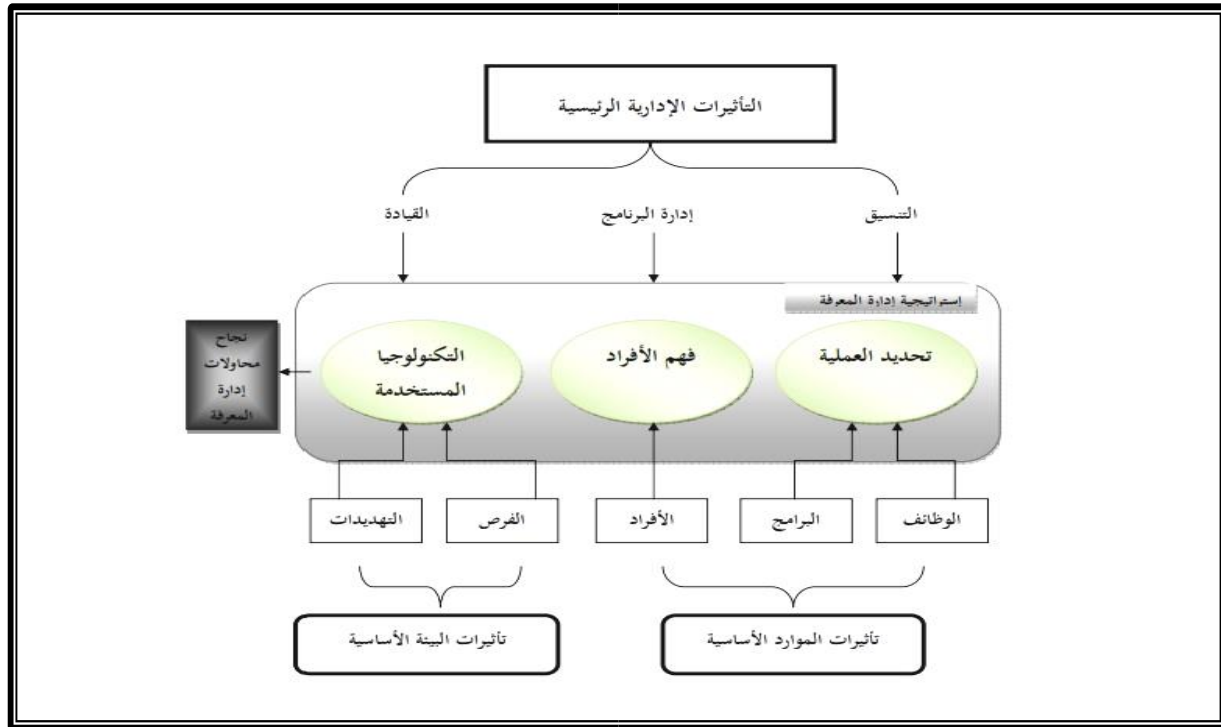 التأثيرات الإدارية الرئيسية
التنسيق
إدارة البرنامج
القيادة
إستراتيجية إدارة المعرفة
تحديد العملية
فهم الأفراد
التكنولوجيا
المستخدمة
نجاح
محاولات
إدارة
المعرفة
الوظائف
البرامج
الأفراد
الفرص
التهديدات
تأثيرات الموارد الأساسية
تأثيرات البيئة الأساسية